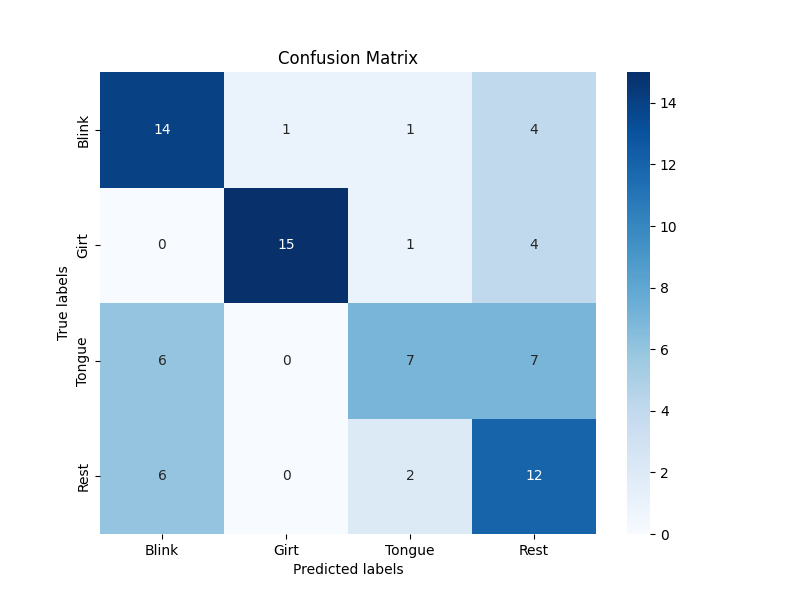 Confusion Matrix
True labels
Blink 14 1 1 4
Girt 0 15 1 4
Tongue 6 0 7 7
Rest 6 0 2 12
Blink Girt Tongue Rest
Predicted labels
14
12
10
8
6
4
2
0